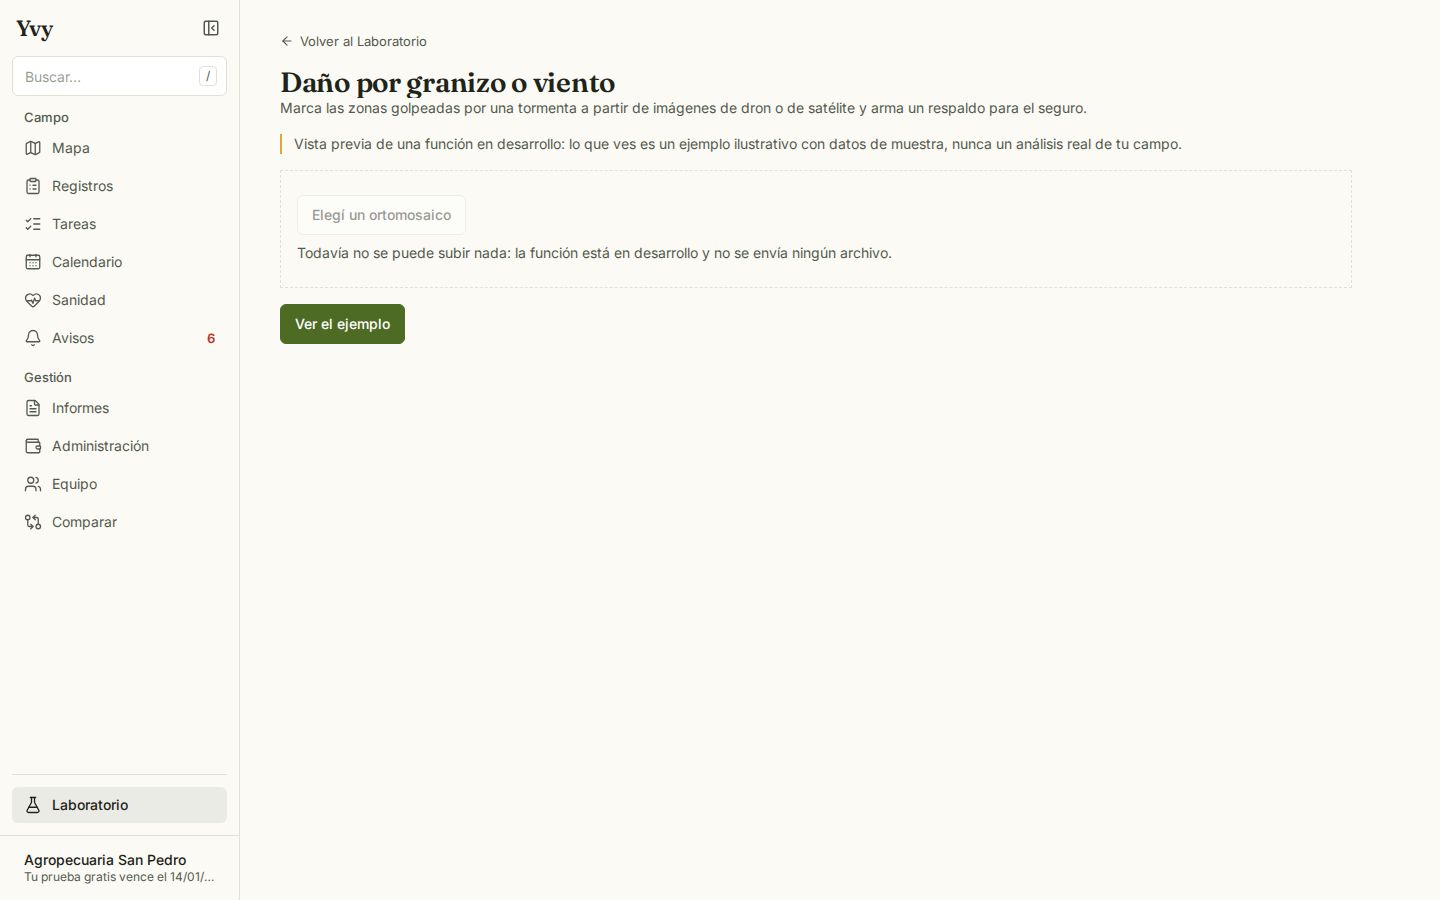 Yvy
Buscar...
/
Campo
Mapa
Registros
Tareas
Calendario
Sanidad
Avisos 6
Gestión
Informes
Administración
Equipo
Comparar
Laboratorio
Agropecuaria San Pedro
Tu prueba gratis vence el 14/01/...
Volver al Laboratorio
Daño por granizo o viento
Marca las zonas golpeadas por una tormenta a partir de imágenes de dron o de satélite y arma un respaldo para el seguro.
Vista previa de una función en desarrollo: lo que ves es un ejemplo ilustrativo con datos de muestra, nunca un análisis real de tu campo.
Elegí un ortomosaico
Todavía no se puede subir nada: la función está en desarrollo y no se envía ningún archivo.
Ver el ejemplo